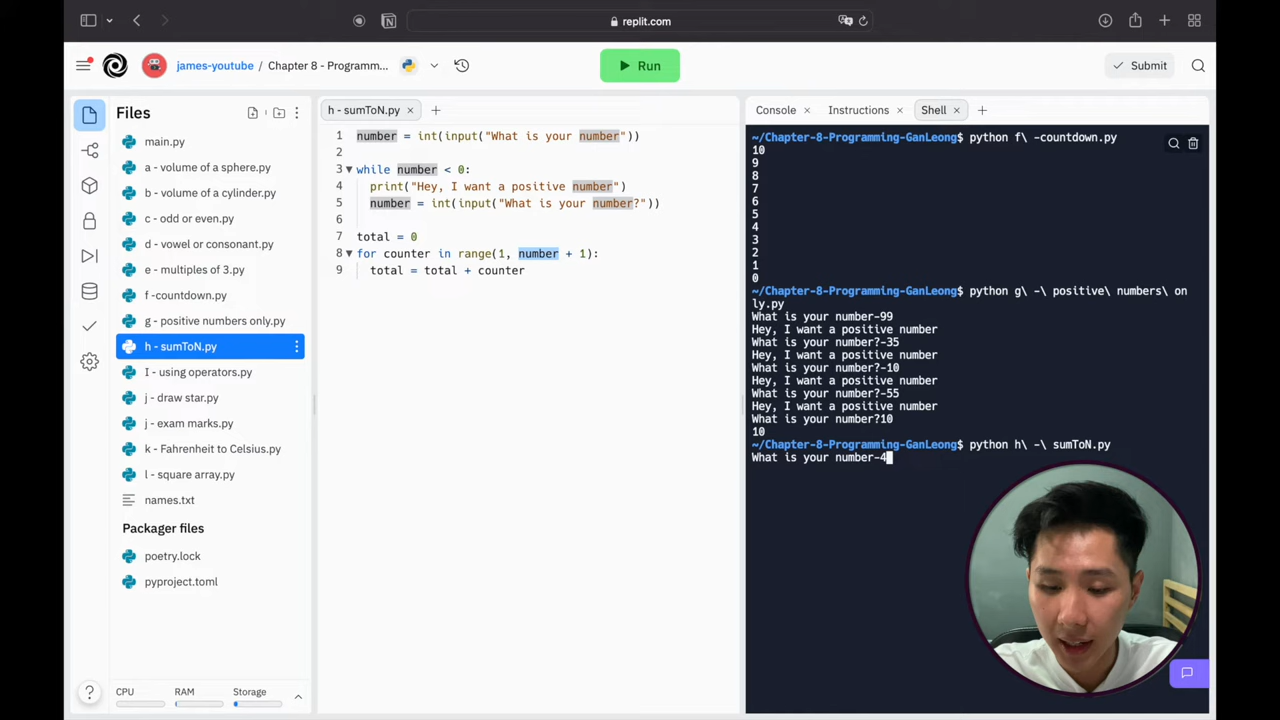 replit.com
james-youtube / Chapter 8 - Programm...
Run
Submit
Files
main.py
a - volume of a sphere.py
b - volume of a cylinder.py
c - odd or even.py
d - vowel or consonant.py
e - multiples of 3.py
f -countdown.py
g - positive numbers only.py
h - sumToN.py
I - using operators.py
j - draw star.py
j - exam marks.py
k - Fahrenheit to Celsius.py
l - square array.py
names.txt
Packager files
poetry.lock
pyproject.toml
CPU RAM Storage
h - sumToN.py
1 number = int(input("What is your number"))
2
3 while number < 0:
4 print("Hey, I want a positive number")
5 number = int(input("What is your number?"))
6
7 total = 0
8 for counter in range(1, number + 1):
9 total = total + counter
Console Instructions Shell
~/Chapter-8-Programming-GanLeong$ python f\ -countdown.py
10
9
8
7
6
5
4
3
2
1
0
~/Chapter-8-Programming-GanLeong$ python g\ -\ positive\ numbers\ on
ly.py
What is your number-99
Hey, I want a positive number
What is your number?-35
Hey, I want a positive number
What is your number?-10
Hey, I want a positive number
What is your number?-55
Hey, I want a positive number
What is your number?10
10
~/Chapter-8-Programming-GanLeong$ python h\ -\ sumToN.py
What is your number-4